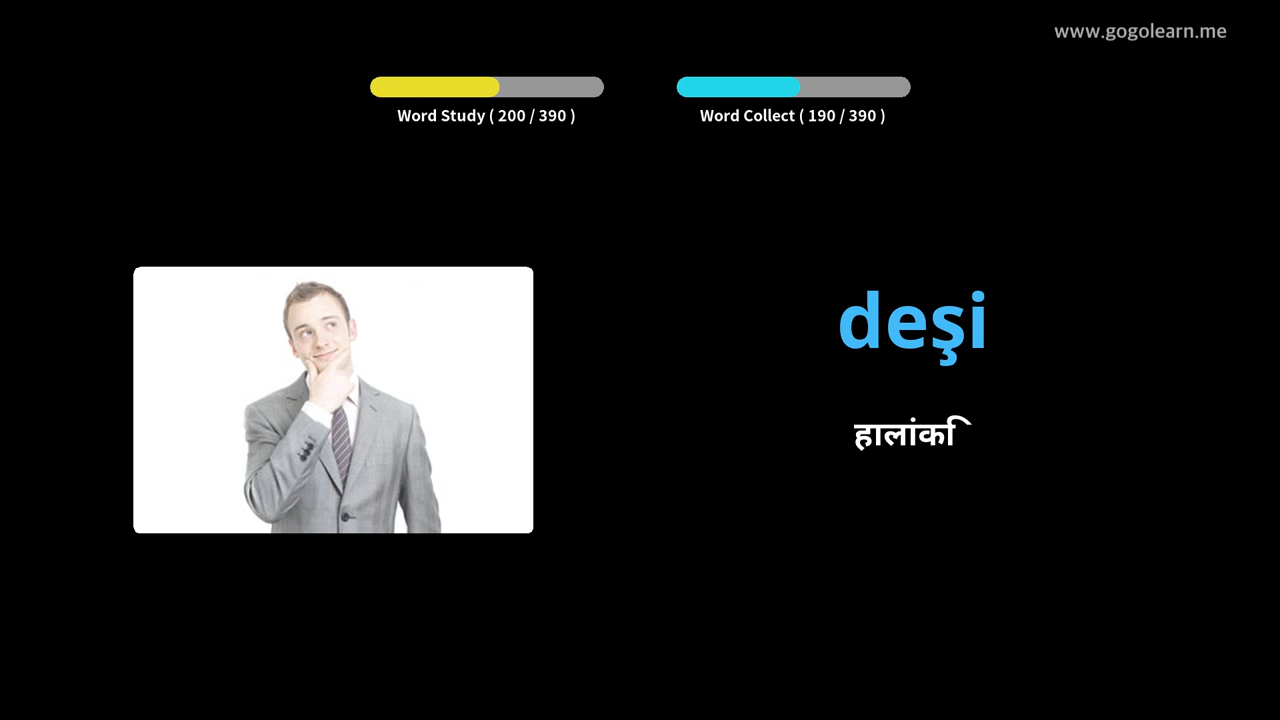 www.gogolearn.me
Word Study ( 200 / 390 )
Word Collect ( 190 / 390 )
deşi
हालांकि